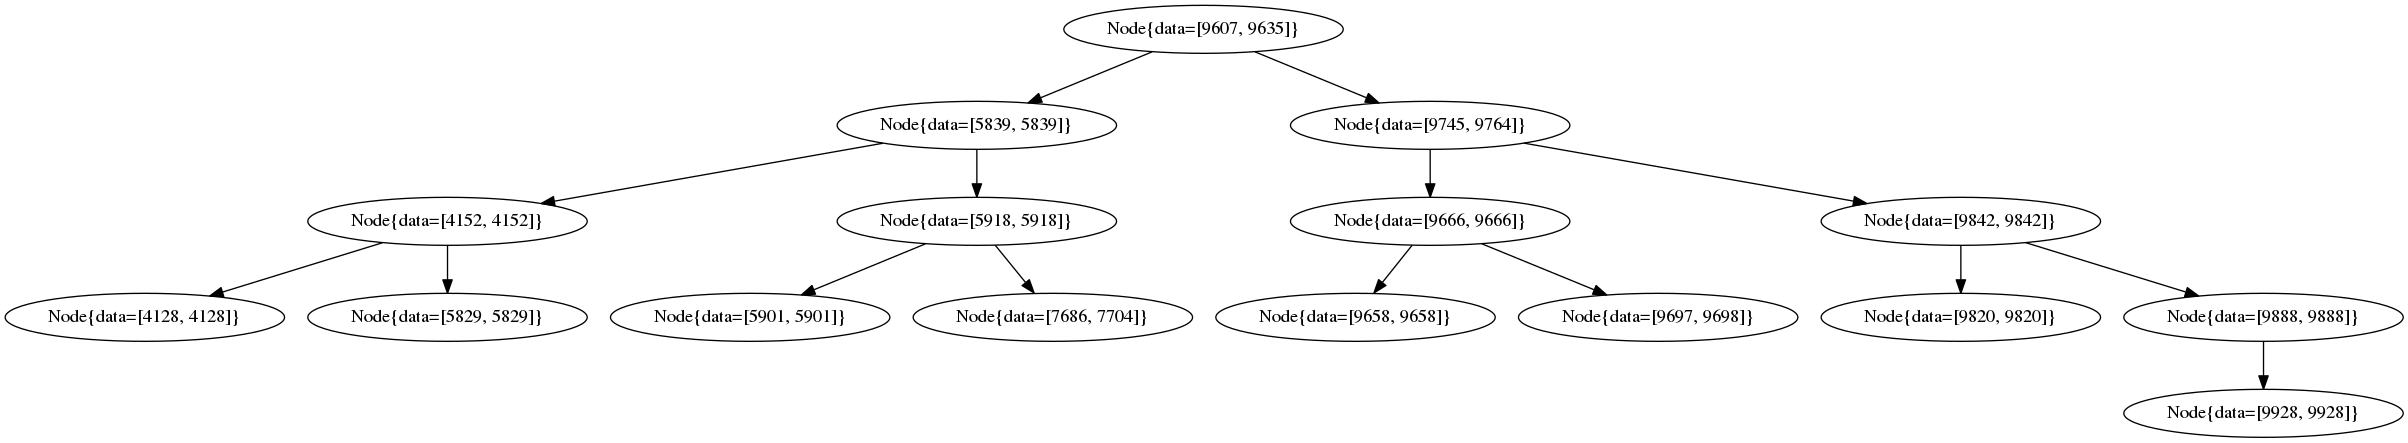 Node{data=[9607, 9635]}
Node{data=[5839, 5839]}
Node{data=[9745, 9764]}
Node{data=[4152, 4152]}
Node{data=[5918, 5918]}
Node{data=[9666, 9666]}
Node{data=[9842, 9842]}
Node{data=[4128, 4128]}
Node{data=[5829, 5829]}
Node{data=[5901, 5901]}
Node{data=[7686, 7704]}
Node{data=[9658, 9658]}
Node{data=[9697, 9698]}
Node{data=[9820, 9820]}
Node{data=[9888, 9888]}
Node{data=[9928, 9928]}